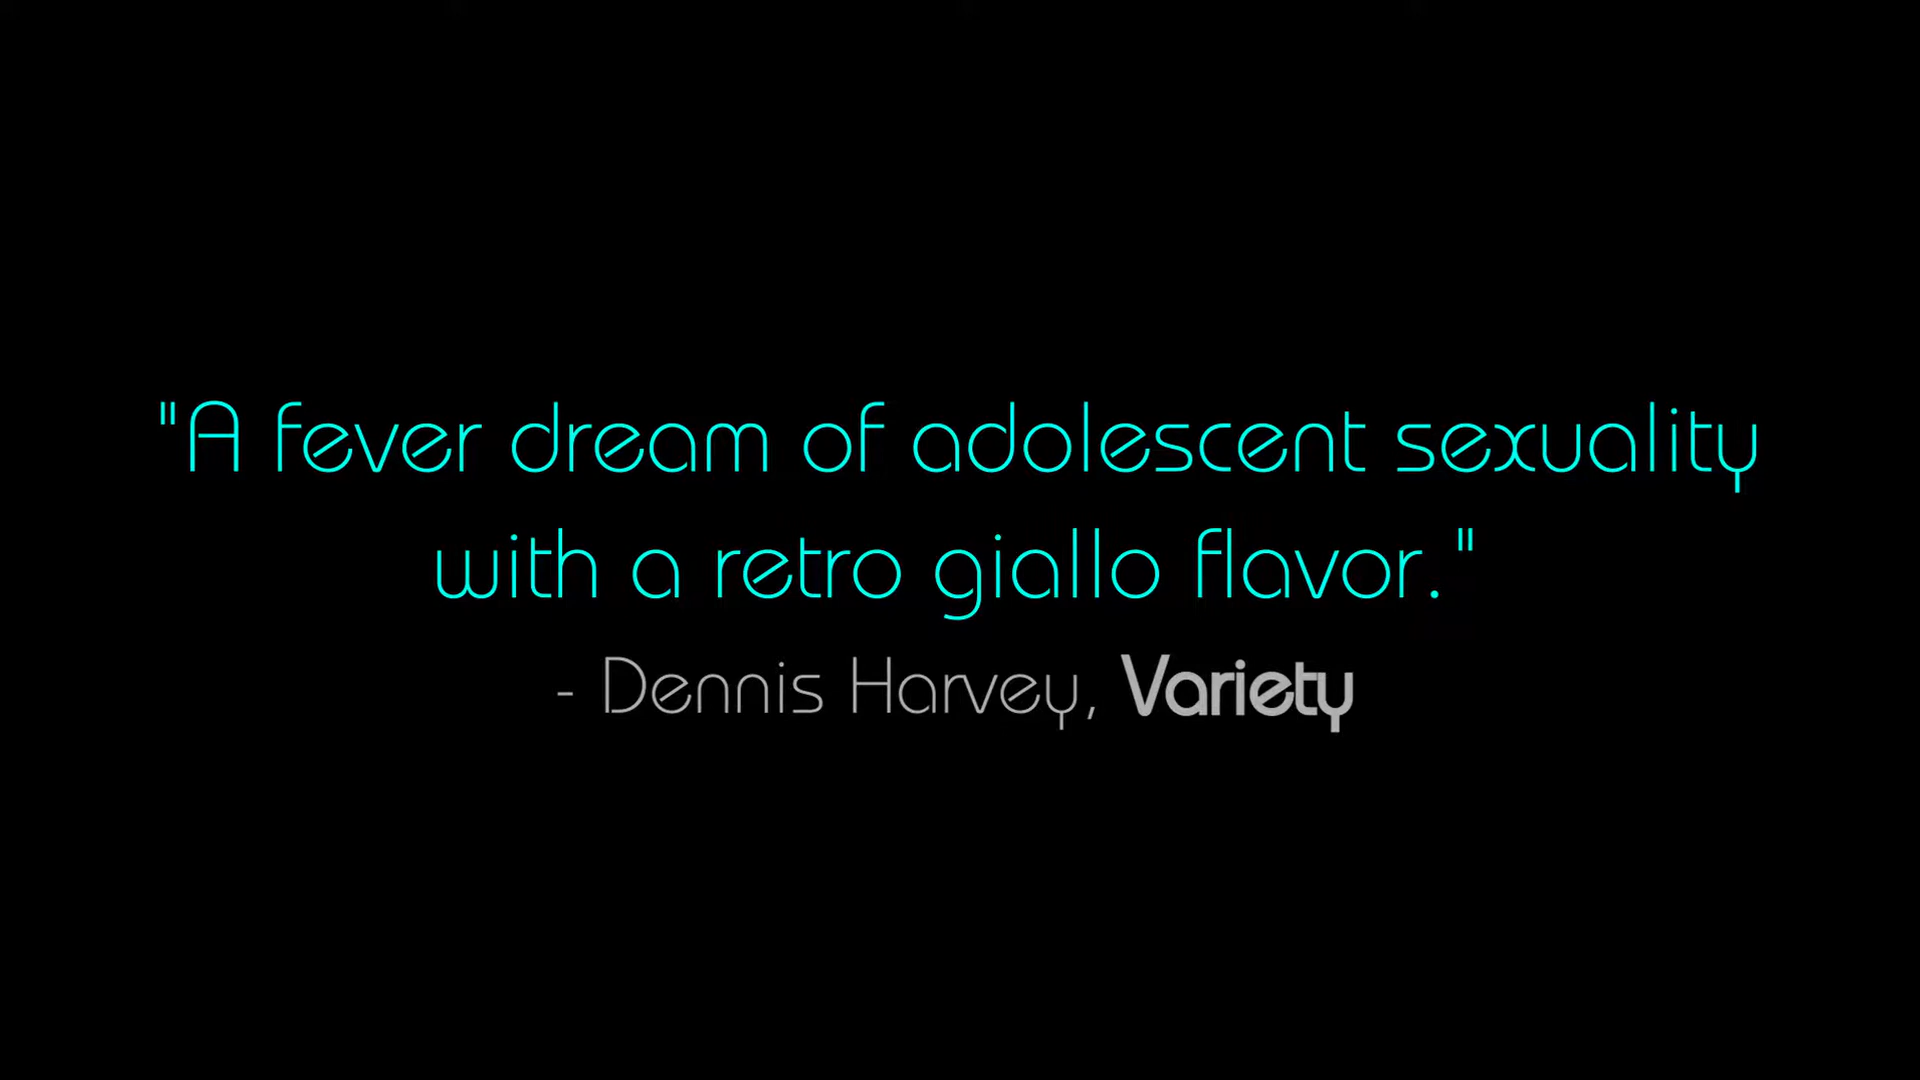 "A fever dream of adolescent sexuality
with a retro giallo flavor."
- Dennis Harvey, Variety